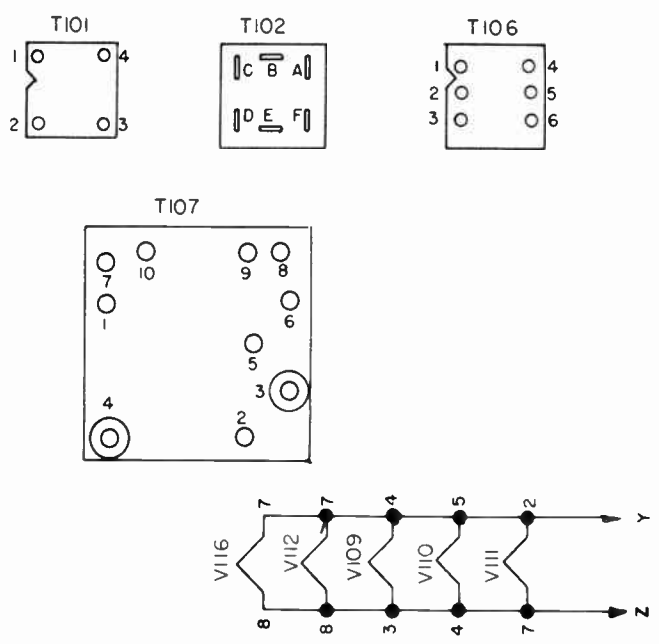 T101 T102 T106
1 4 C B A 1 4
2 5
2 3 D E F 3 6
T107
7 10 9 8
1 6
5
4 3
2
7 7 4 5 2 Y
V116 V112 V109 V110 V111
8 8 3 4 7 Z